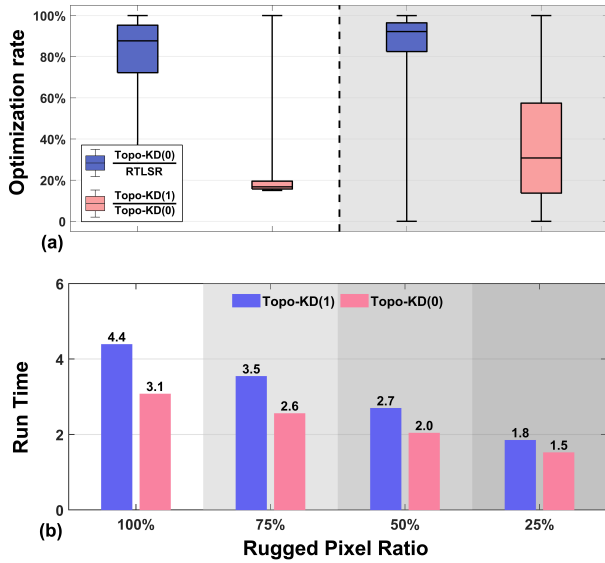 Optimization rate
100%
80%
60%
40%
20%
0
Topo-KD(0)
RTLSR
Topo-KD(1)
Topo-KD(0)
(a)
Run Time
6
4
2
0
Topo-KD(1) Topo-KD(0)
4.4
3.1
3.5
2.6
2.7
2.0
1.8
1.5
100% 75% 50% 25%
(b)
Rugged Pixel Ratio